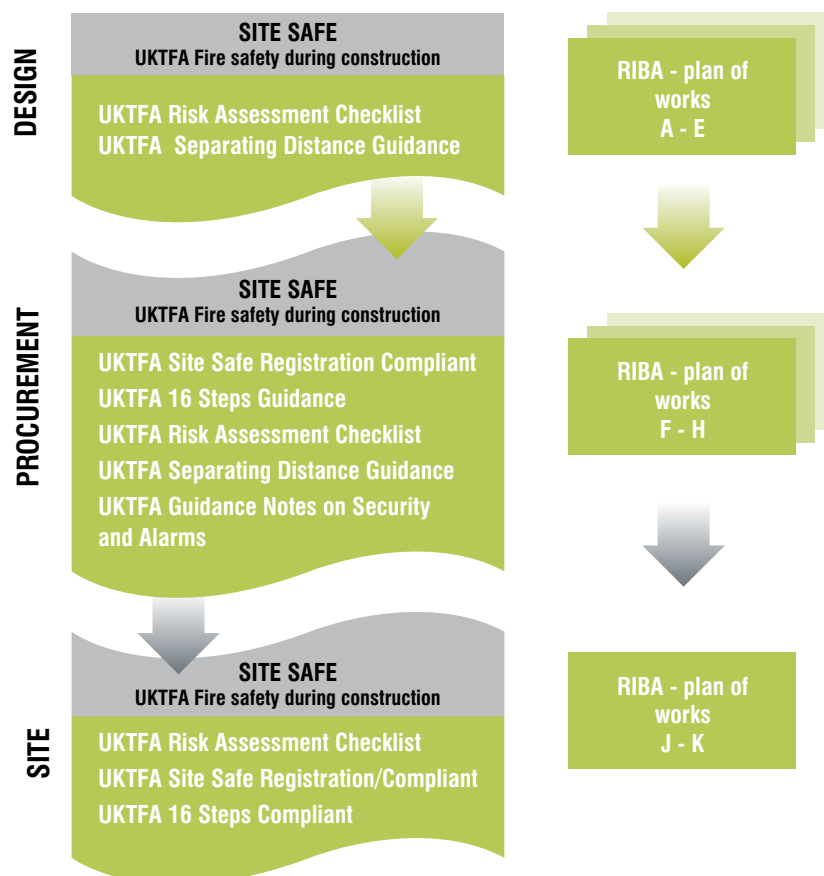 DESIGN
SITE SAFE
UKTFA Fire safety during construction
UKTFA Risk Assessment Checklist
UKTFA Separating Distance Guidance
RIBA - plan of
works
A - E
PROCUREMENT
SITE SAFE
UKTFA Fire safety during construction
UKTFA Site Safe Registration Compliant
UKTFA 16 Steps Guidance
UKTFA Risk Assessment Checklist
UKTFA Separating Distance Guidance
UKTFA Guidance Notes on Security
and Alarms
RIBA - plan of
works
F - H
SITE
SITE SAFE
UKTFA Fire safety during construction
UKTFA Risk Assessment Checklist
UKTFA Site Safe Registration/Compliant
UKTFA 16 Steps Compliant
RIBA - plan of
works
J - K